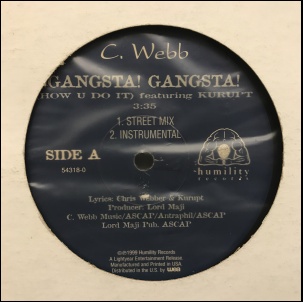 C. Webb
GANGSTA! GANGSTA!
HOW U DO IT) featuring KURUPT
3:35
1. STREET MIX
2. INSTRUMENTAL
SIDE A
54318-0
humility
records
Lyrics: Chris Webber & Kurupt
Producer: Lord Maji
C. Webb Music/ASCAP/Antraphil/ASCAP
Lord Maji Pub. ASCAP
℗©1999 Humility Records
A Lightyear Entertainment Release
Manufactured and Printed in USA
Distributed in the U.S. by wea